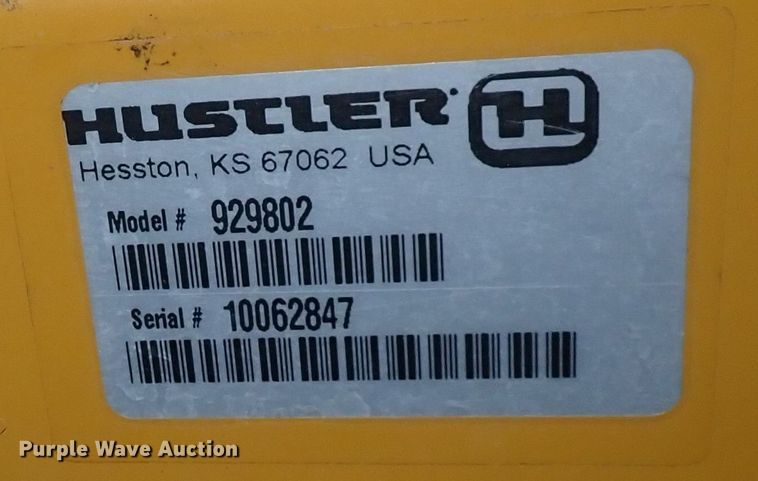 HUSTLER H
Hesston, KS 67062 USA
Model # 929802
Serial # 10062847
Purple Wave Auction